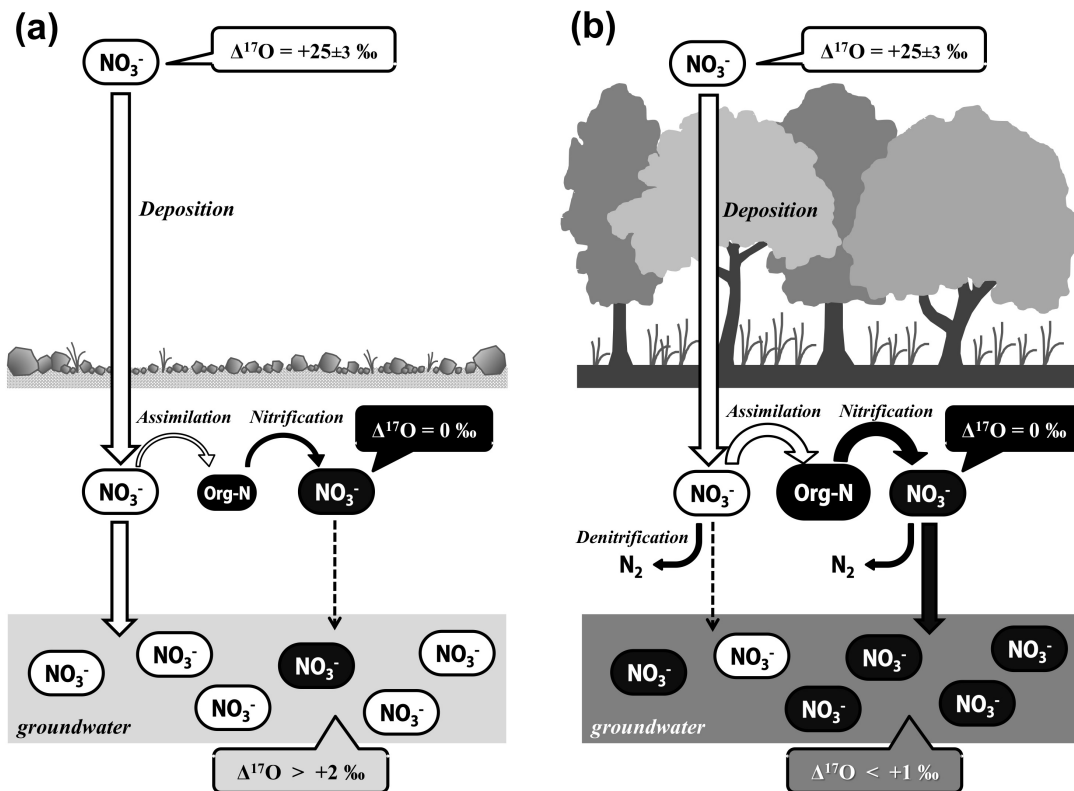 (a)
NO₃⁻
Δ¹⁷O = +25±3 ‰
Deposition
Assimilation
Nitrification
Δ¹⁷O = 0 ‰
NO₃⁻
Org-N
NO₃⁻
NO₃⁻
NO₃⁻
NO₃⁻
NO₃⁻
NO₃⁻
NO₃⁻
groundwater
Δ¹⁷O > +2 ‰
(b)
NO₃⁻
Δ¹⁷O = +25±3 ‰
Deposition
Assimilation
Nitrification
Δ¹⁷O = 0 ‰
NO₃⁻
Org-N
NO₃⁻
Denitrification
N₂
N₂
NO₃⁻
NO₃⁻
NO₃⁻
NO₃⁻
NO₃⁻
NO₃⁻
groundwater
Δ¹⁷O < +1 ‰